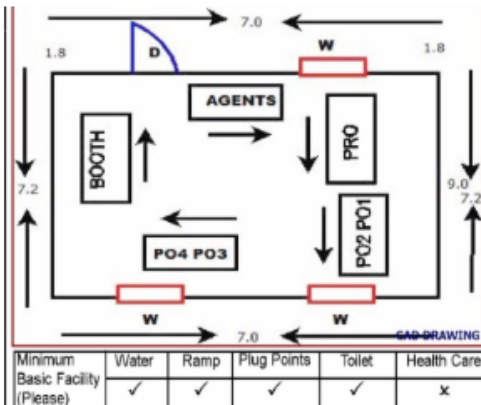 7.0
1.8 D W 1.8
AGENTS
BOOTH PRO
7.2 9.0
7.2
PO2 PO1
PO4 PO3
W W
7.0 CAD DRAWING
Minimum Basic Facility (Please) Water Ramp Plug Points Toilet Health Care
✓ ✓ ✓ ✓ x